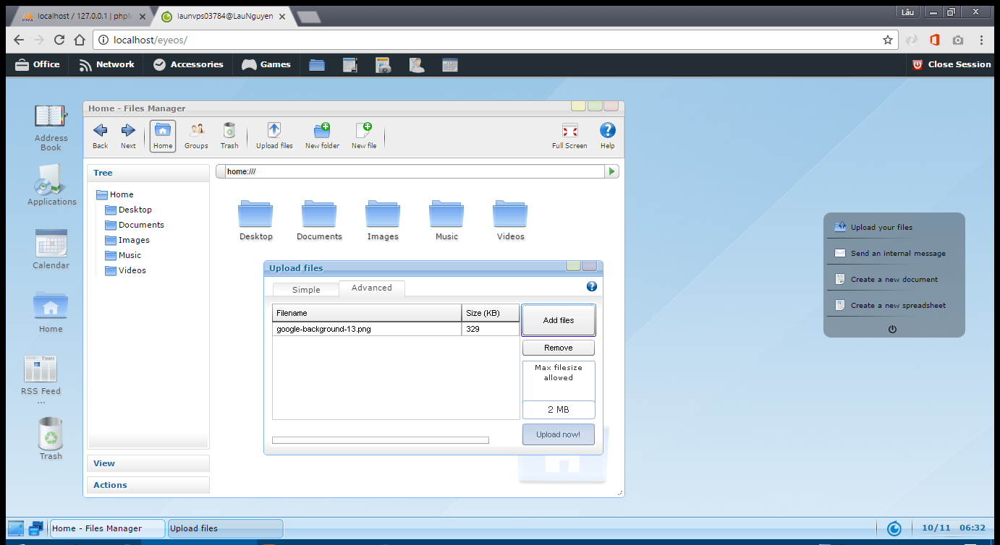 localhost / 127.0.0.1 | phpM
launvps03784@LauNguyen
Lâu
localhost/eyeos/
Office
Network
Accessories
Games
Close Session
Address
Book
Applications
Calendar
Home
RSS Feed
...
Trash
Home - Files Manager
Back
Next
Home
Groups
Trash
Upload files
New folder
New file
Full Screen
Help
Tree
home:///
Home
Desktop
Documents
Images
Music
Videos
View
Actions
Desktop
Documents
Images
Music
Videos
Upload files
Simple
Advanced
Filename
Size (KB)
google-background-13.png
329
Add files
Remove
Max filesize
allowed
2 MB
Upload now!
Upload your files
Send an internal message
Create a new document
Create a new spreadsheet
Home - Files Manager
Upload files
10/11 06:32